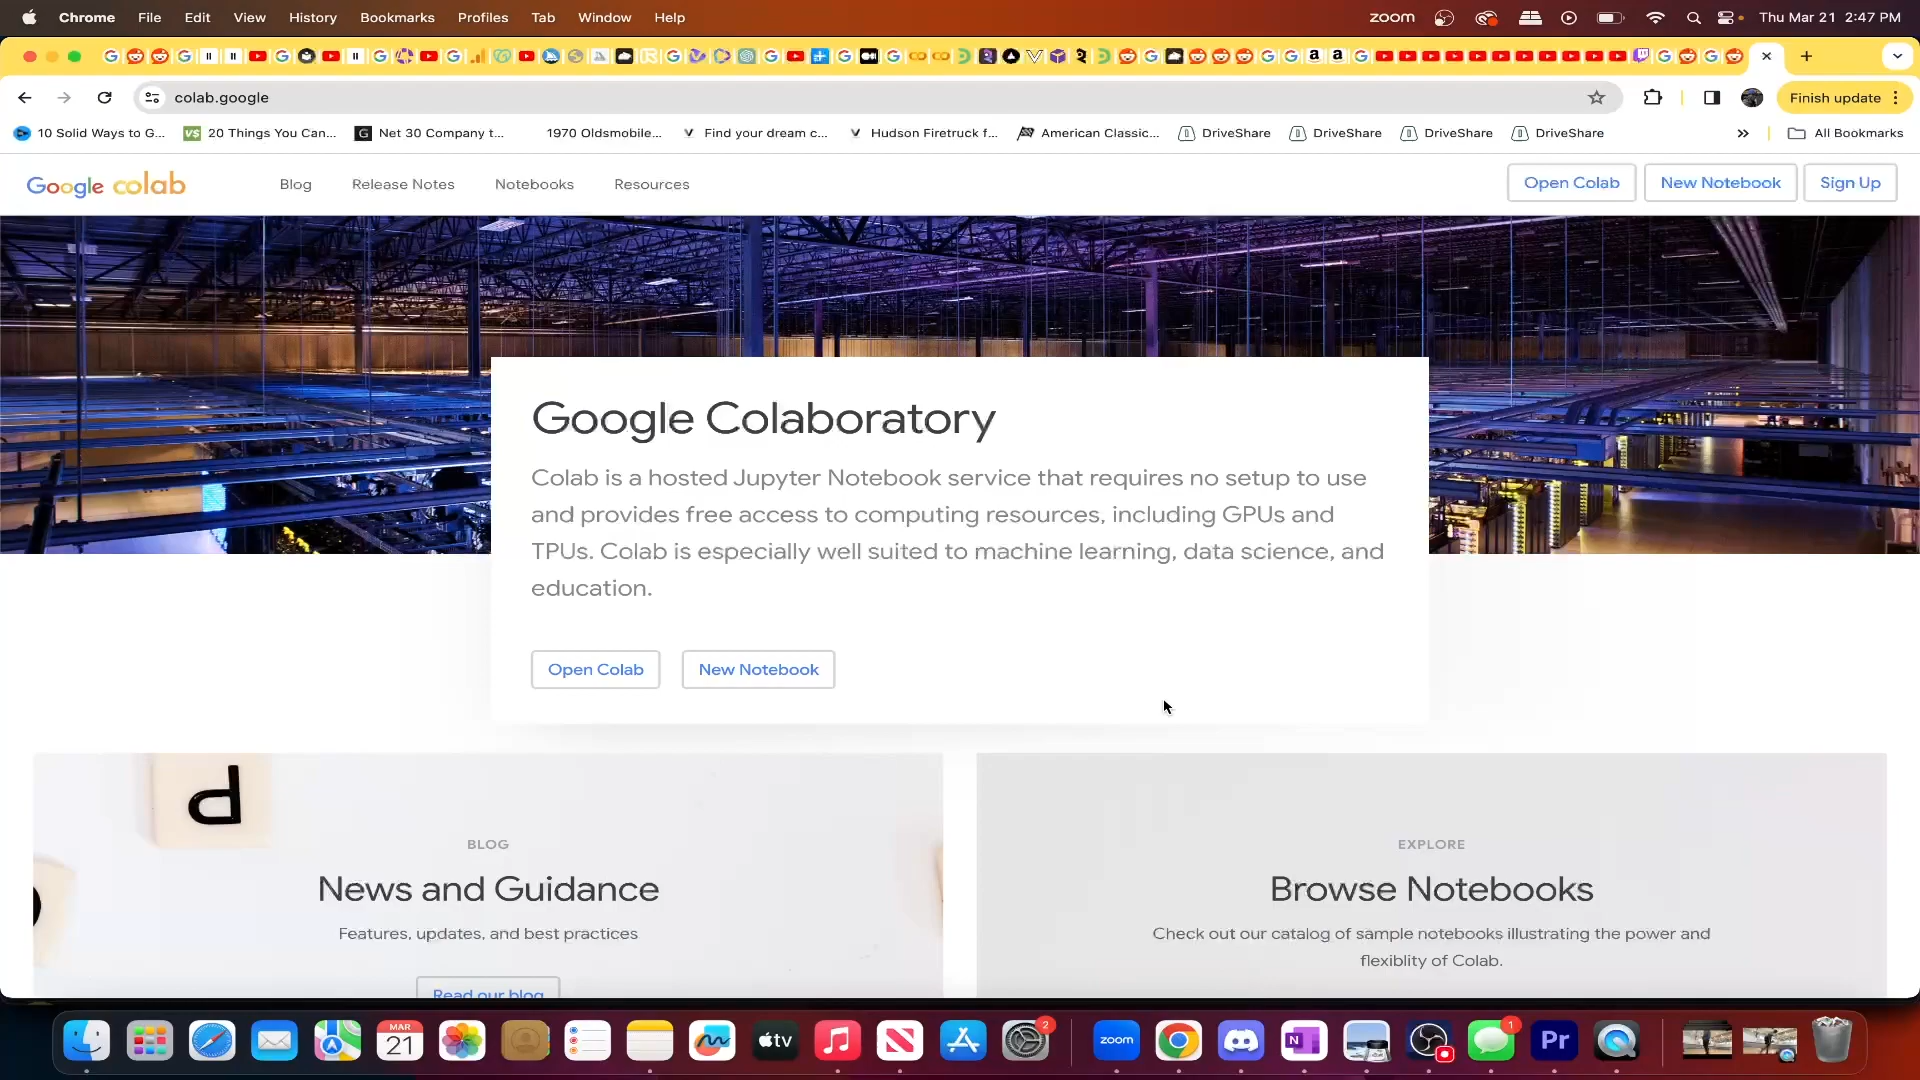 Chrome File Edit View History Bookmarks Profiles Tab Window Help zoom Thu Mar 21 2:47 PM
colab.google Finish update
10 Solid Ways to G... 20 Things You Can... Net 30 Company t... 1970 Oldsmobile... Find your dream c... Hudson Firetruck f... American Classic... DriveShare DriveShare DriveShare DriveShare All Bookmarks
Google colab Blog Release Notes Notebooks Resources Open Colab New Notebook Sign Up
Google Colaboratory
Colab is a hosted Jupyter Notebook service that requires no setup to use
and provides free access to computing resources, including GPUs and
TPUs. Colab is especially well suited to machine learning, data science, and
education.
Open Colab New Notebook
P
BLOG
News and Guidance
Features, updates, and best practices
Read our blog
EXPLORE
Browse Notebooks
Check out our catalog of sample notebooks illustrating the power and
flexiblity of Colab.
MAR
21
tv
2
zoom
N
1
Pr